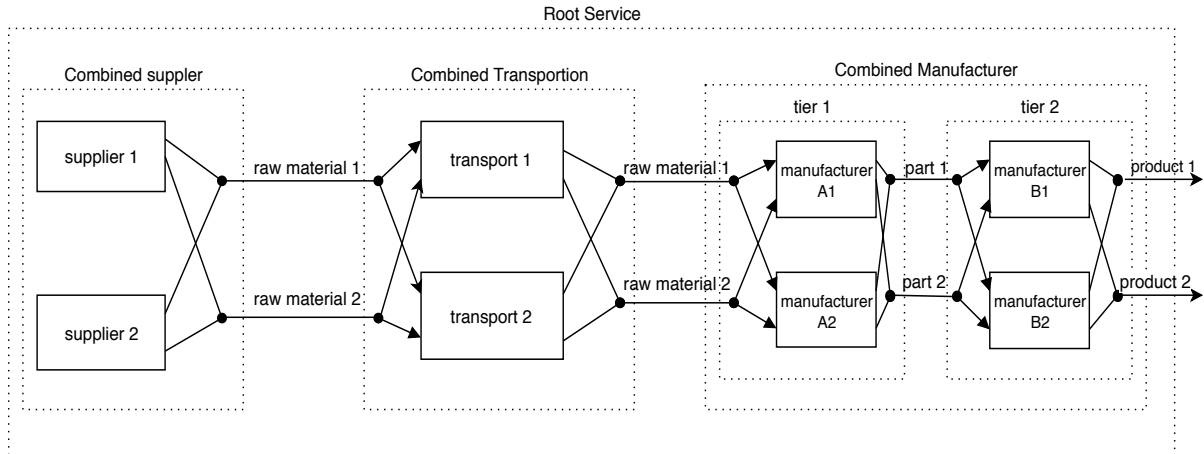 Root Service
Combined suppler
Combined Transportion
Combined Manufacturer
tier 1
tier 2
supplier 1
raw material 1
transport 1
raw material 1
manufacturer
A1
part 1
manufacturer
B1
product 1
supplier 2
raw material 2
transport 2
raw material 2
manufacturer
A2
part 2
manufacturer
B2
product 2